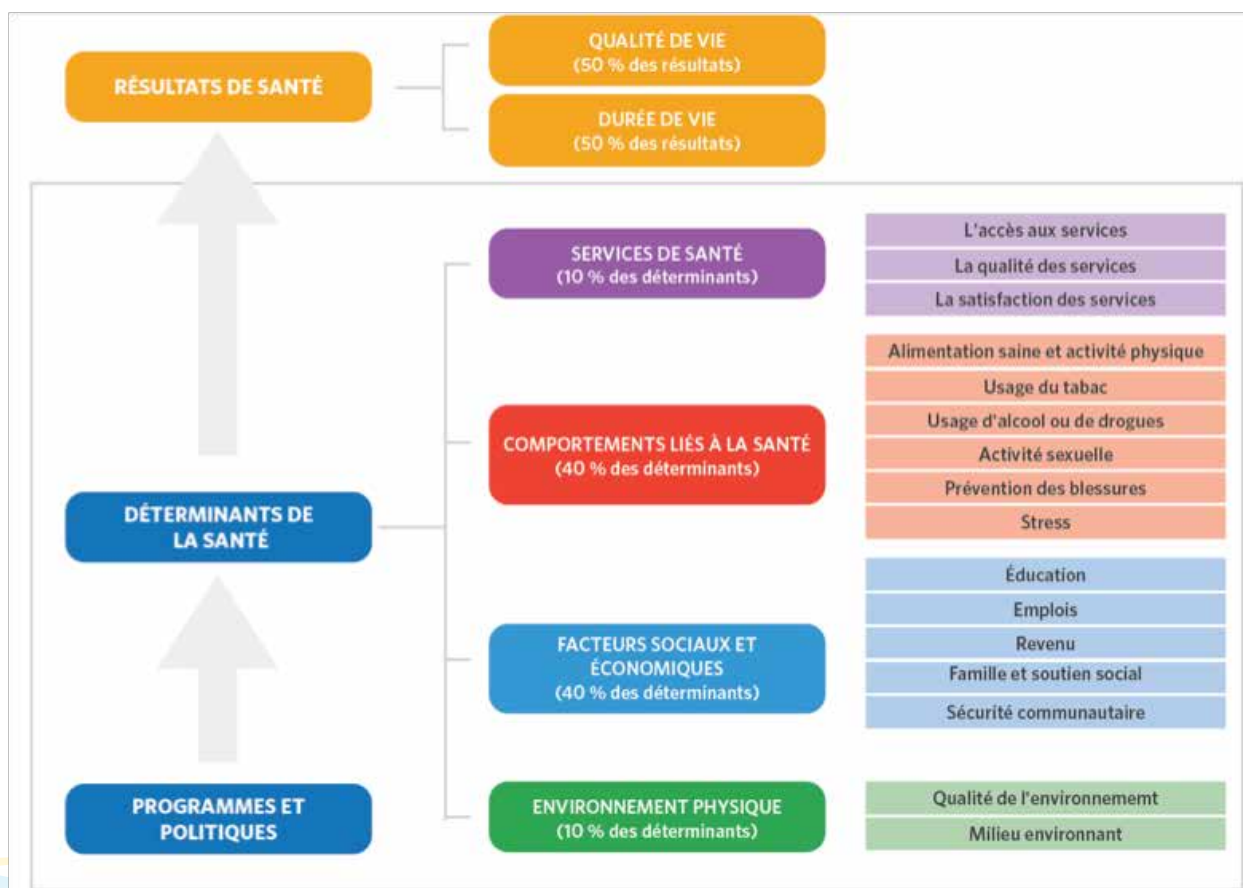 RÉSULTATS DE SANTÉ
QUALITÉ DE VIE
(50 % des résultats)
DURÉE DE VIE
(50 % des résultats)
SERVICES DE SANTÉ
(10 % des déterminants)
L'accès aux services
La qualité des services
La satisfaction des services
COMPORTEMENTS LIÉS À LA SANTÉ
(40 % des déterminants)
Alimentation saine et activité physique
Usage du tabac
Usage d'alcool ou de drogues
Activité sexuelle
Prévention des blessures
Stress
DÉTERMINANTS DE
LA SANTÉ
FACTEURS SOCIAUX ET
ÉCONOMIQUES
(40 % des déterminants)
Éducation
Emplois
Revenu
Famille et soutien social
Sécurité communautaire
PROGRAMMES ET
POLITIQUES
ENVIRONNEMENT PHYSIQUE
(10 % des déterminants)
Qualité de l'environnememt
Milieu environnant